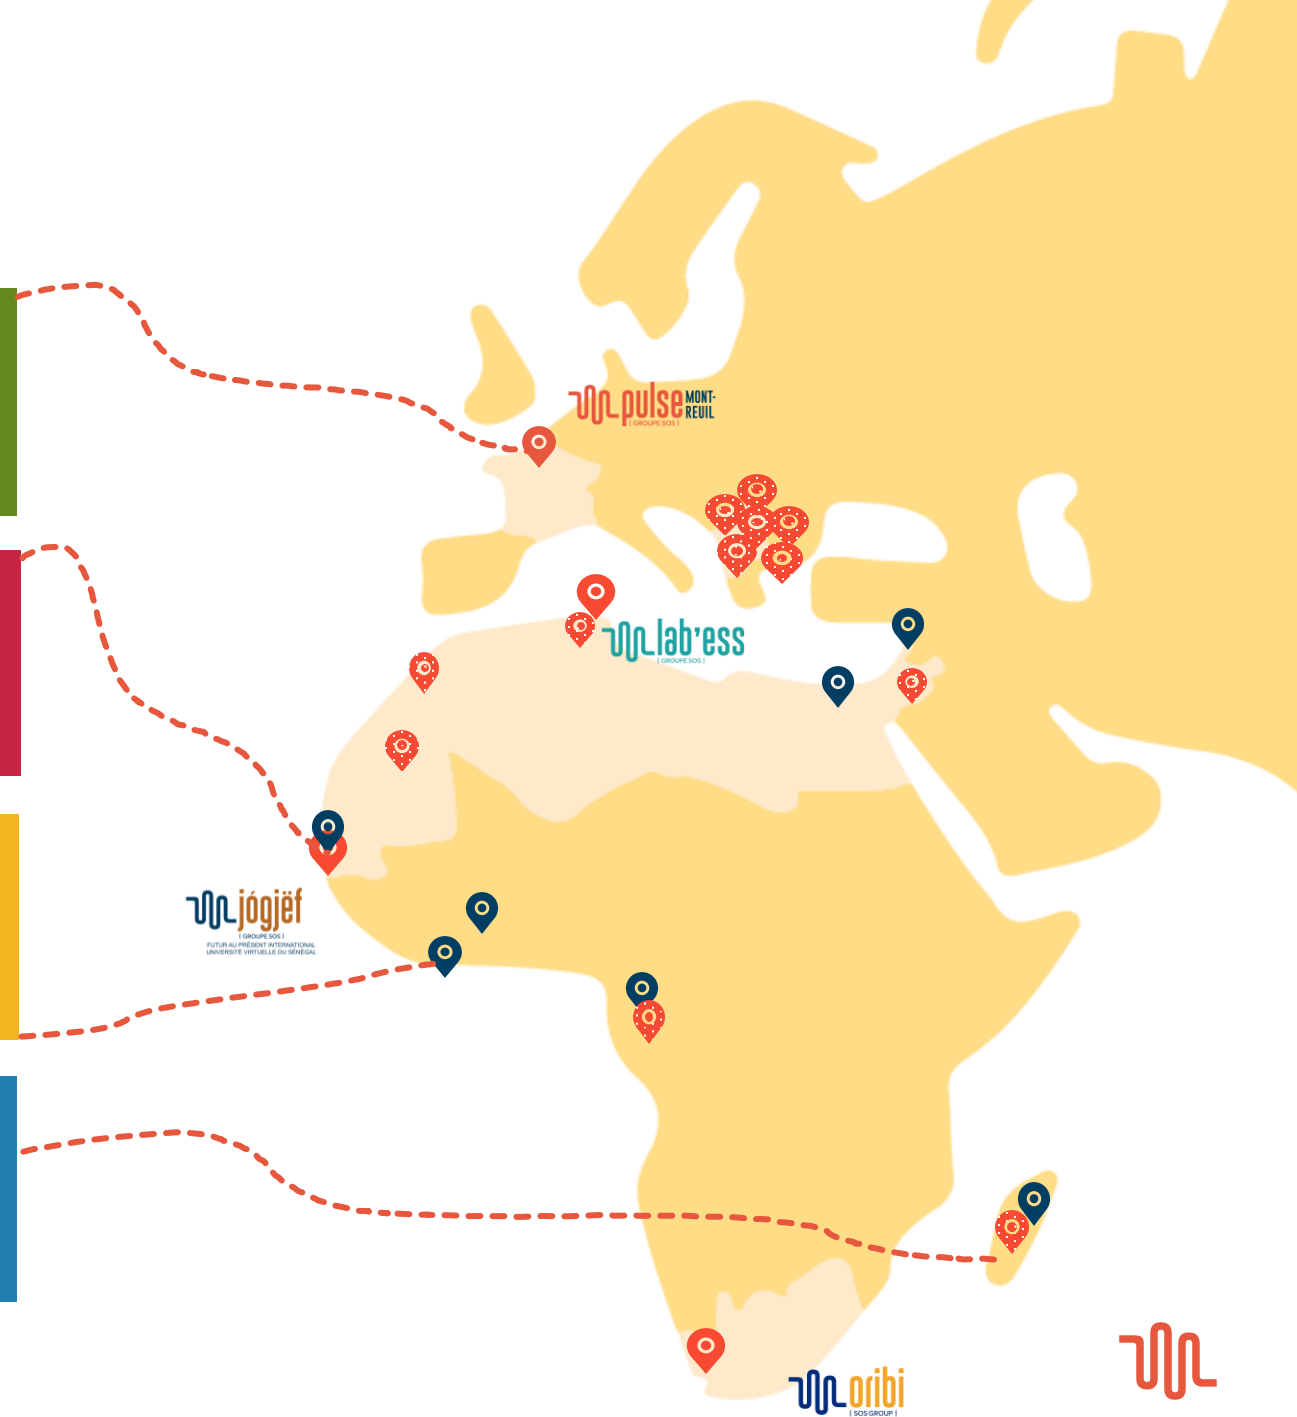 pulse MONT-
REUIL
| GROUPE SOS |
lab'ess
| GROUPE SOS |
jógjëf
| GROUPE SOS |
FUTUR AU PRÉSENT INTERNATIONAL
UNIVERSITÉ VIRTUELLE DU SÉNÉGAL
oribi
| SOS GROUP |